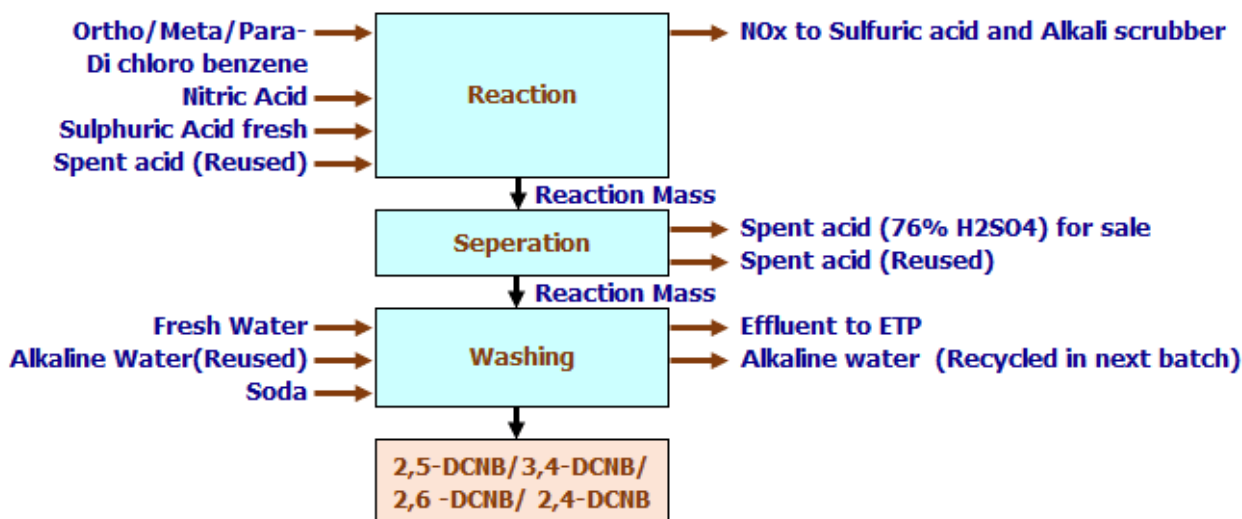 Ortho/Meta/Para-
Di chloro benzene
Nitric Acid
Sulphuric Acid fresh
Spent acid (Reused)
Reaction
NOx to Sulfuric acid and Alkali scrubber
Reaction Mass
Seperation
Spent acid (76% H2SO4) for sale
Spent acid (Reused)
Reaction Mass
Fresh Water
Alkaline Water(Reused)
Soda
Washing
Effluent to ETP
Alkaline water (Recycled in next batch)
2,5-DCNB/3,4-DCNB/
2,6 -DCNB/ 2,4-DCNB